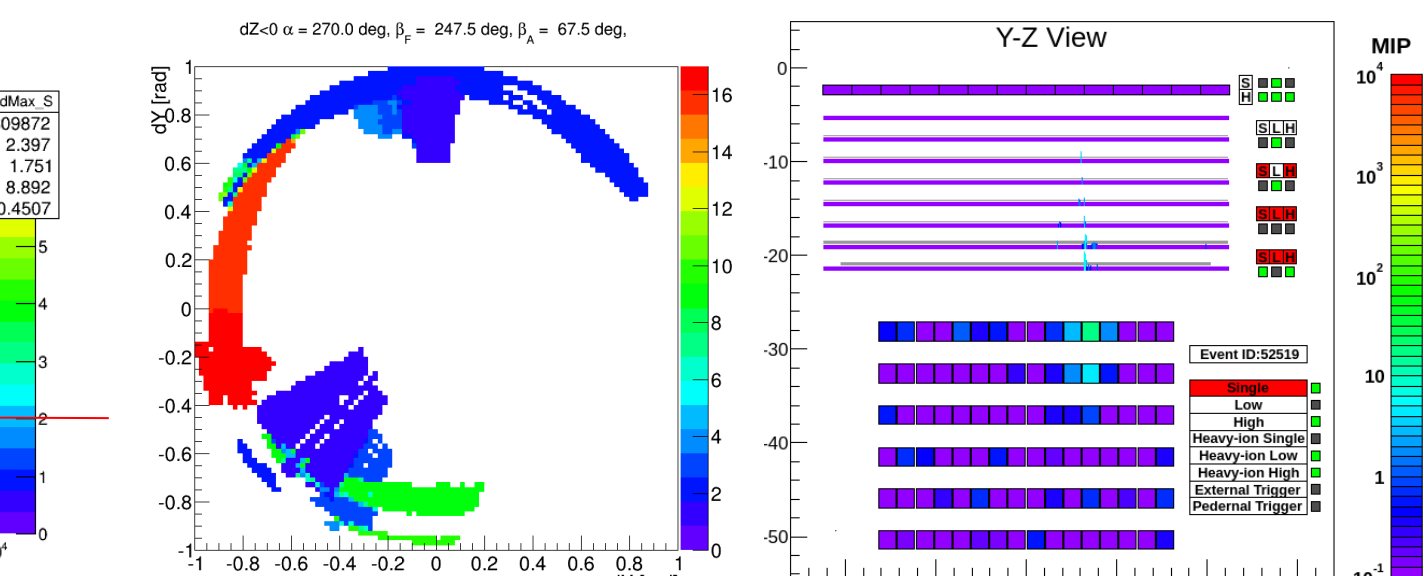 dMax_S
09872
2.397
1.751
8.892
0.4507
5
4
3
2
1
0
dZ<0 α = 270.0 deg, βF = 247.5 deg, βA = 67.5 deg,
dY [rad]
1
0.8
0.6
0.4
0.2
0
-0.2
-0.4
-0.6
-0.8
-1
-1 -0.8 -0.6 -0.4 -0.2 0 0.2 0.4 0.6 0.8 1
16
14
12
10
8
6
4
2
0
Y-Z View
0
-10
-20
-30
-40
-50
S
H
S L H
S L H
S L H
S L H
Event ID:52519
Single
Low
High
Heavy-ion Single
Heavy-ion Low
Heavy-ion High
External Trigger
Pedernal Trigger
MIP
10^4
10^3
10^2
10
1
10^-1